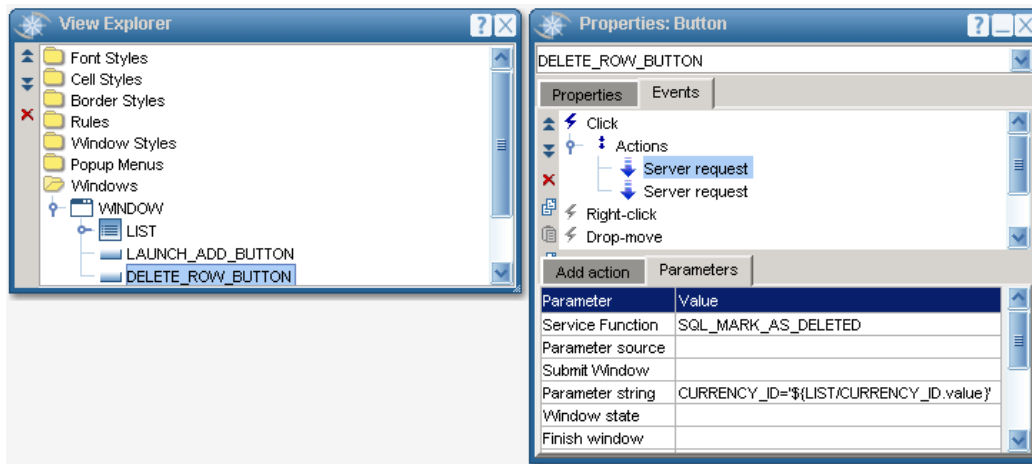 View Explorer
Font Styles
Cell Styles
Border Styles
Rules
Window Styles
Popup Menus
Windows
WINDOW
LIST
LAUNCH_ADD_BUTTON
DELETE_ROW_BUTTON
Properties: Button
DELETE_ROW_BUTTON
Properties Events
Click
Actions
Server request
Server request
Right-click
Drop-move
Add action Parameters
Parameter Value
Service Function SQL_MARK_AS_DELETED
Parameter source
Submit Window
Parameter string CURRENCY_ID='${LIST/CURRENCY_ID.value}'
Window state
Finish window